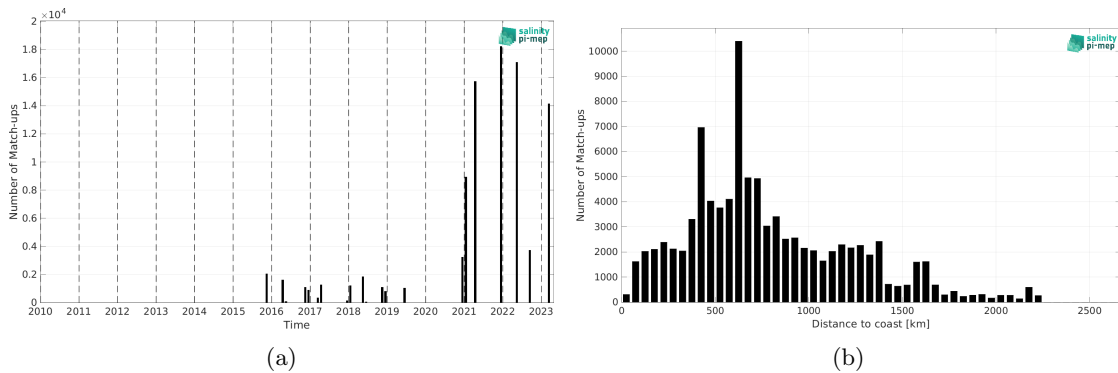 ×10⁴
2
1.8
1.6
1.4
1.2
1
0.8
0.6
0.4
0.2
0
Number of Match-ups
2010 2011 2012 2013 2014 2015 2016 2017 2018 2019 2020 2021 2022 2023
Time
salinity
pi-mep
(a)
10000
9000
8000
7000
6000
5000
4000
3000
2000
1000
0
Number of Match-ups
0 500 1000 1500 2000 2500
Distance to coast [km]
salinity
pi-mep
(b)